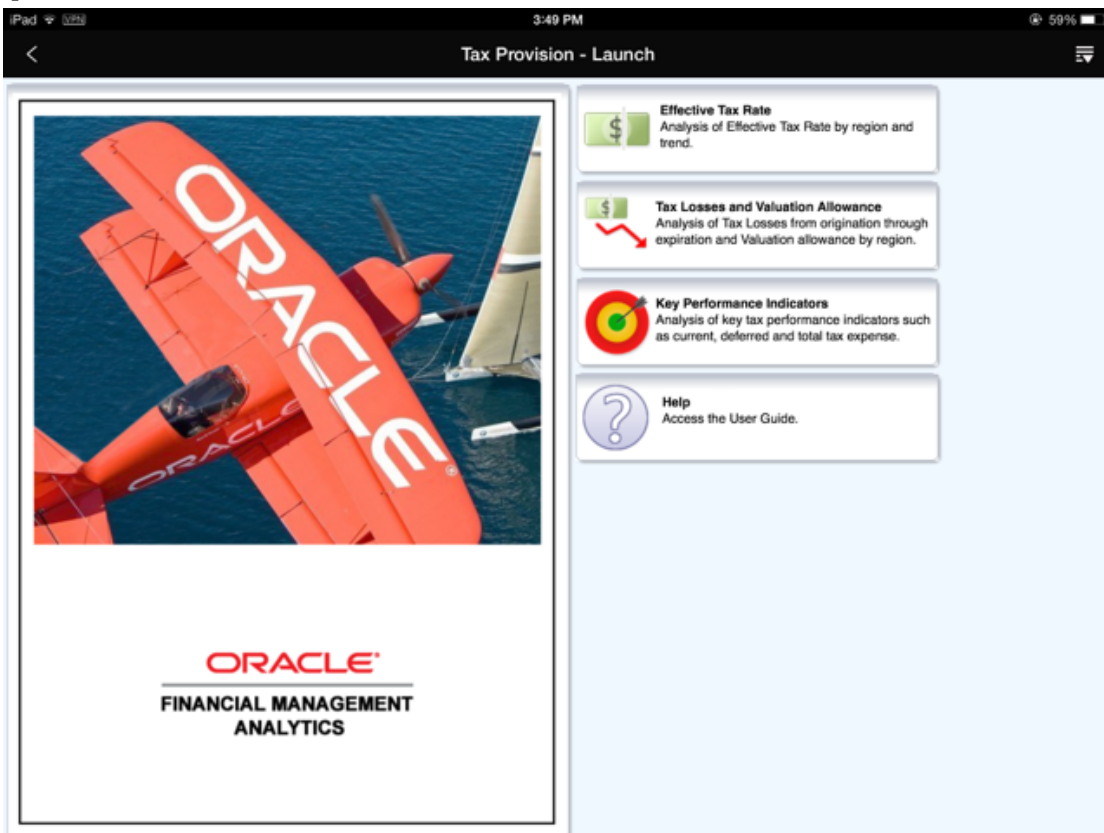 iPad VPN 3:49 PM 59%
Tax Provision - Launch
ORACLE
ORACLE
ORACLE®
FINANCIAL MANAGEMENT
ANALYTICS
Effective Tax Rate
Analysis of Effective Tax Rate by region and
trend.
Tax Losses and Valuation Allowance
Analysis of Tax Losses from origination through
expiration and Valuation allowance by region.
Key Performance Indicators
Analysis of key tax performance indicators such
as current, deferred and total tax expense.
Help
Access the User Guide.